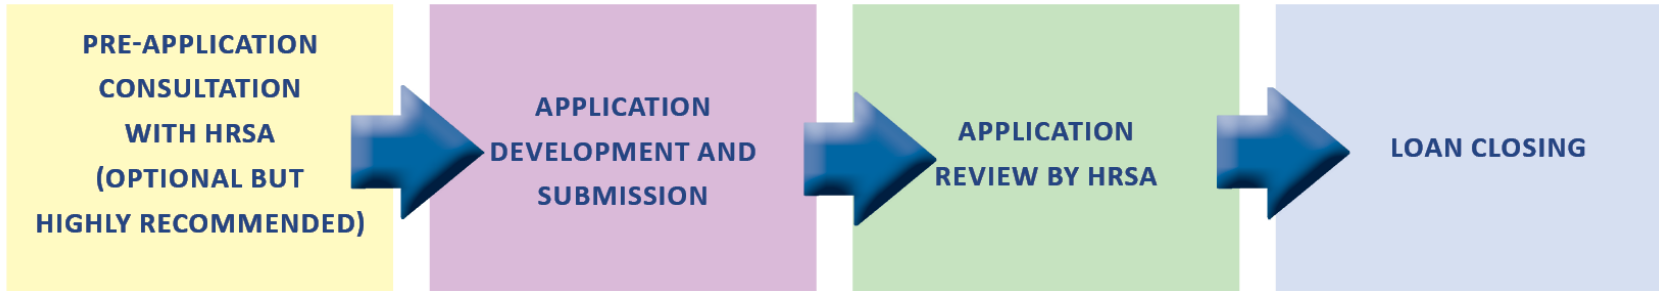 PRE-APPLICATION
CONSULTATION
WITH HRSA
(OPTIONAL BUT
HIGHLY RECOMMENDED)
APPLICATION
DEVELOPMENT AND
SUBMISSION
APPLICATION
REVIEW BY HRSA
LOAN CLOSING